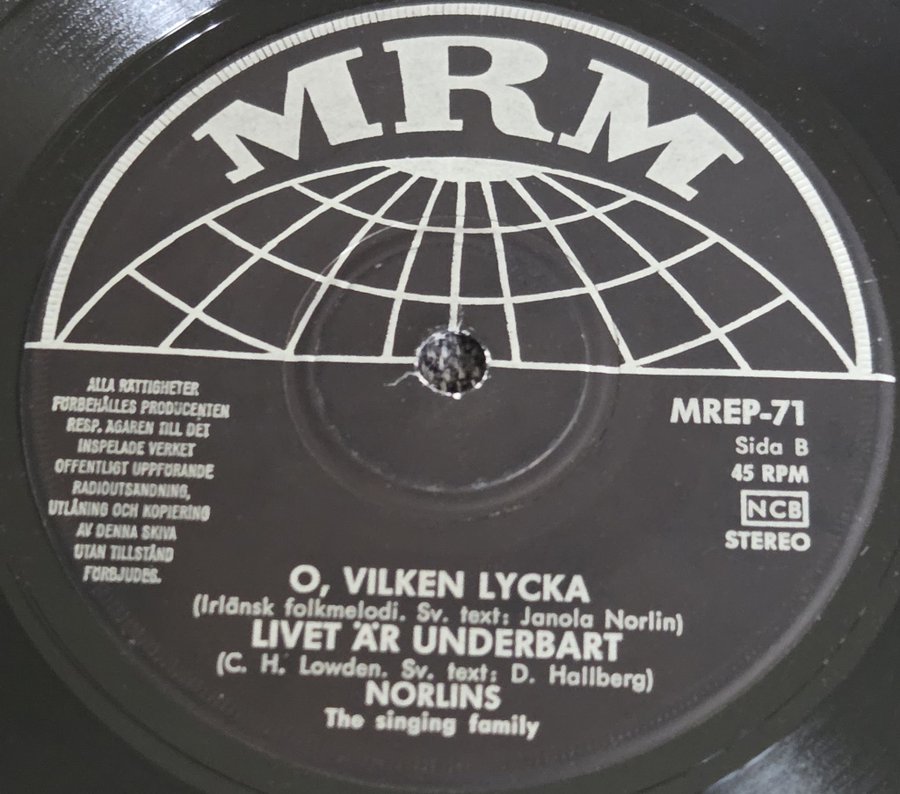 MRM
ALLA RÄTTIGHETER
FÖRBEHÅLLES PRODUCENTEN
RESP. ÄGAREN TILL DET
INSPELADE VERKET
OFFENTLIGT UPPFÖRANDE
RADIOUTSÄNDNING,
UTLÅNING OCH KOPIERING
AV DENNA SKIVA
UTAN TILLSTÅND
FÖRBJUDES.
MREP-71
Sida B
45 RPM
NCB
STEREO
O, VILKEN LYCKA
(Irländsk folkmelodi. Sv. text: Janola Norlin)
LIVET ÄR UNDERBART
(C. H. Lowden. Sv. text: D. Hallberg)
NORLINS
The singing family